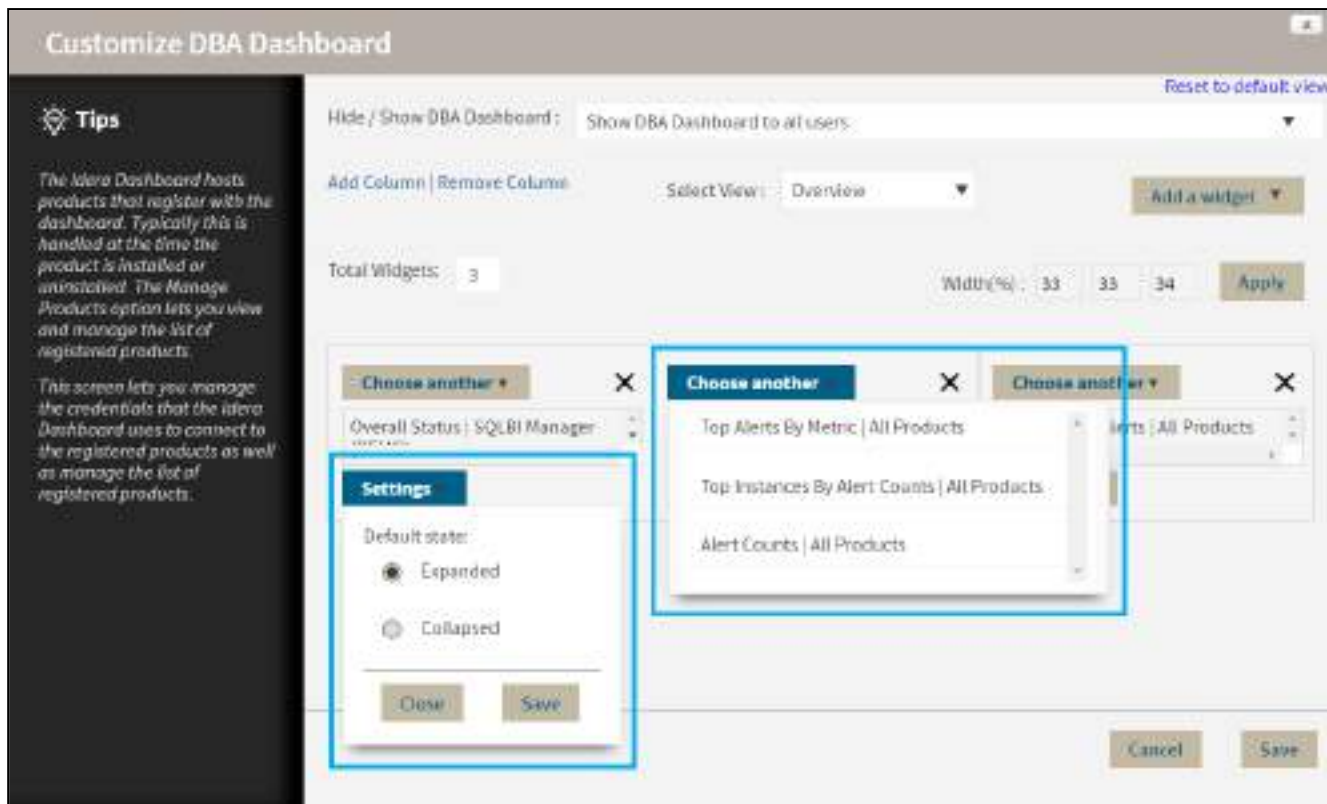 Customize DBA Dashboard
x
Reset to default view
Tips
The Idera Dashboard hosts
products that register with the
dashboard. Typically this is
handled at the time the
product is installed or
uninstalled. The Manage
Products option lets you view
and manage the list of
registered products.
This screen lets you manage
the credentials that the Idera
Dashboard uses to connect to
the registered products as well
as manage the list of
registered products.
Hide / Show DBA Dashboard :
Show DBA Dashboard to all users
Add Column | Remove Column
Select View :
Overview
Add a widget
Total Widgets:
3
Width(%) :
33
33
34
Apply
Choose another
Choose another
Choose another
Overall Status | SQLBI Manager
Top Alerts By Metric | All Products
Top Instances By Alert Counts | All Products
Alert Counts | All Products
| All Products
Settings
Default state:
Expanded
Collapsed
Close
Save
Cancel
Save